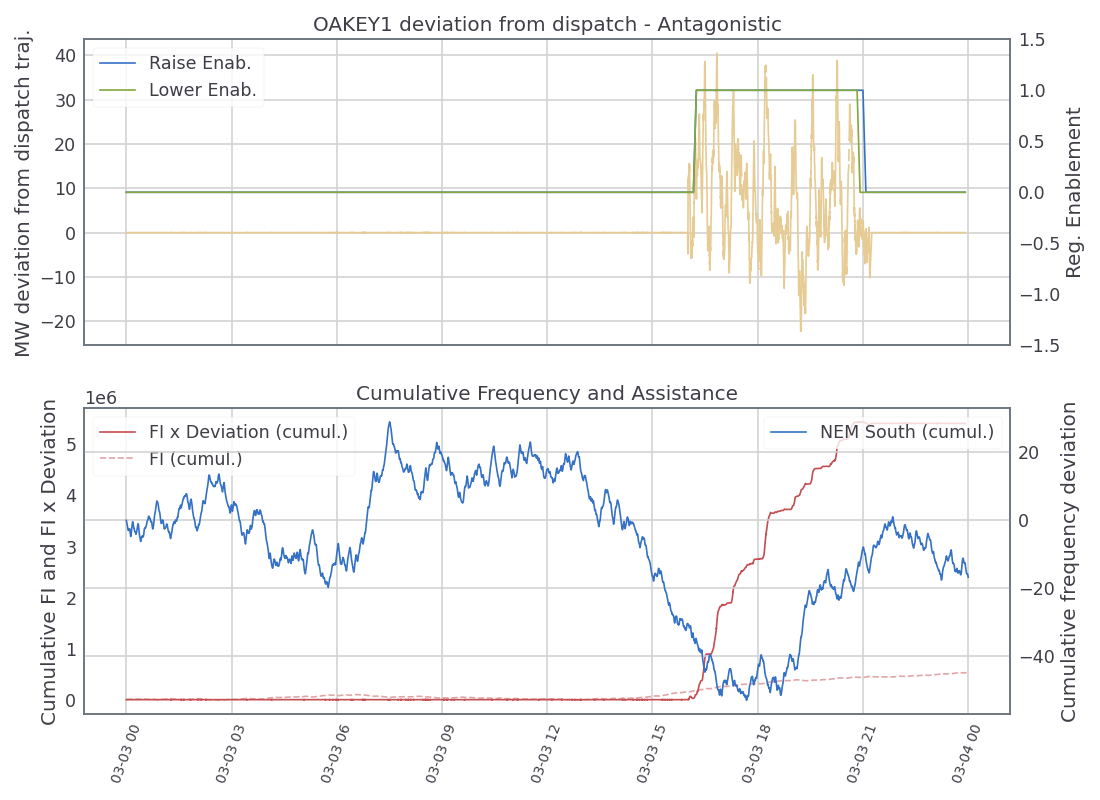 OAKEY1 deviation from dispatch - Antagonistic
MW deviation from dispatch traj.
40
30
20
10
0
−10
−20
Raise Enab.
Lower Enab.
1.5
1.0
0.5
0.0
−0.5
−1.0
−1.5
Reg. Enablement
Cumulative Frequency and Assistance
1e6
Cumulative FI and FI x Deviation
5
4
3
2
1
0
FI x Deviation (cumul.)
FI (cumul.)
NEM South (cumul.)
20
0
−20
−40
Cumulative frequency deviation
03-03 00
03-03 03
03-03 06
03-03 09
03-03 12
03-03 15
03-03 18
03-03 21
03-04 00